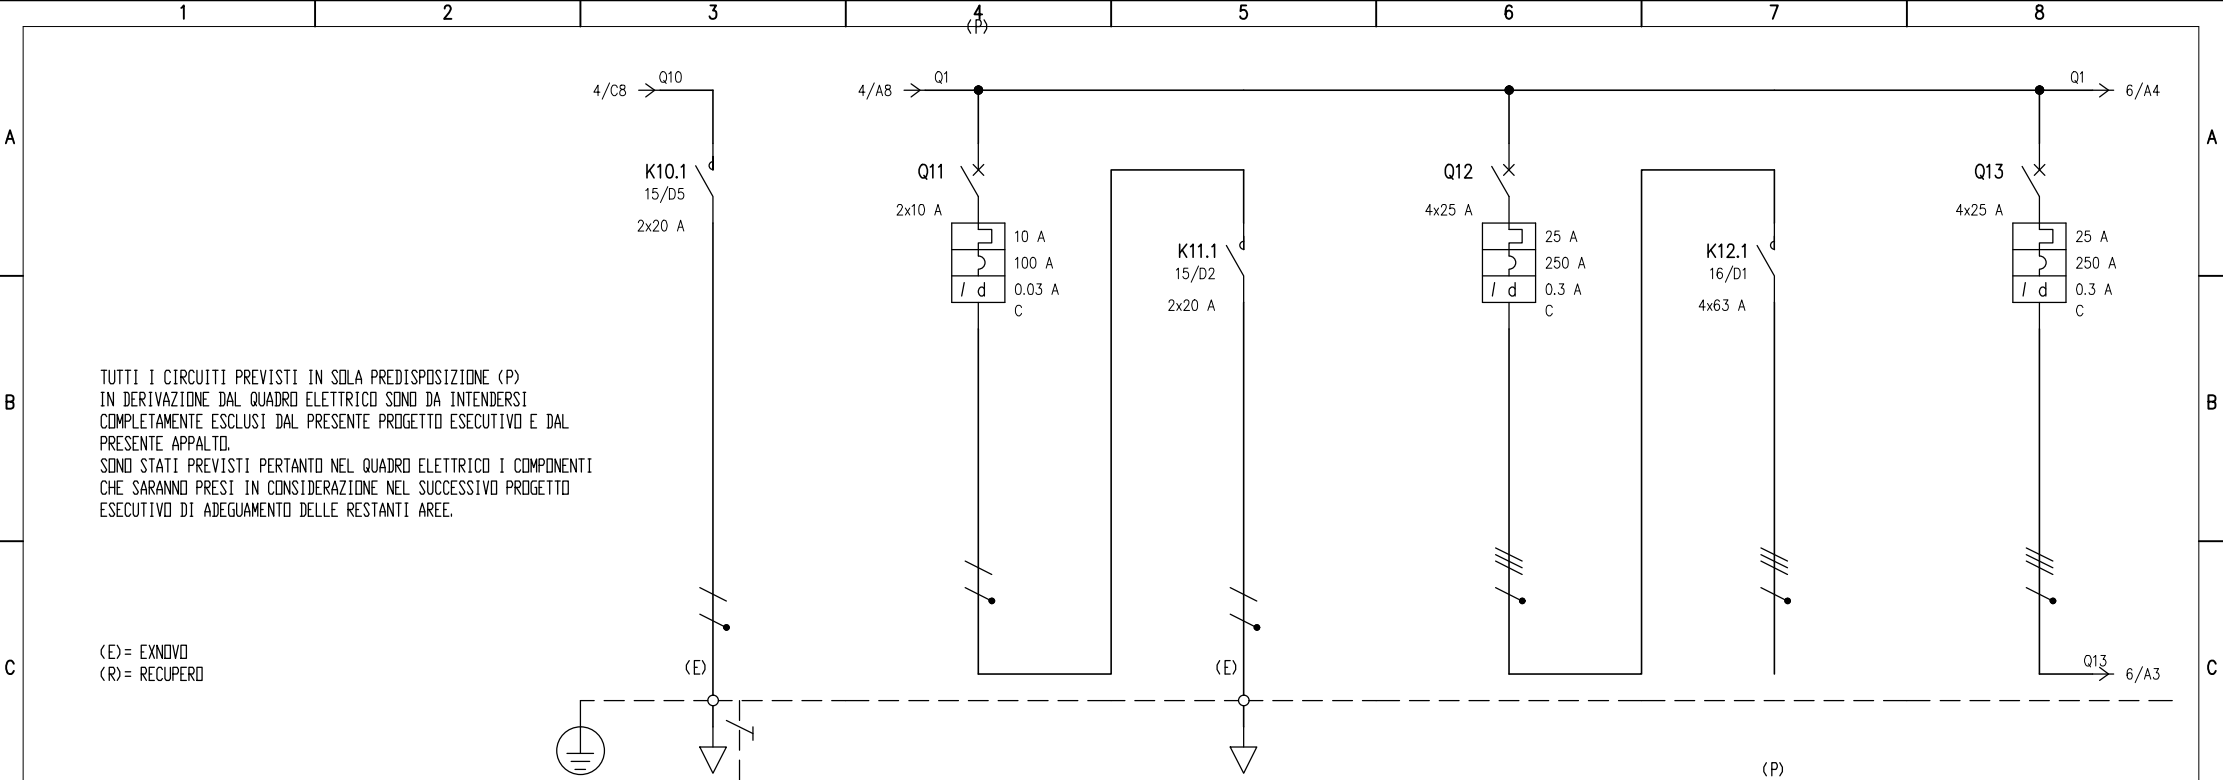 1 2 3 4 5 6 7 8
(P)
4/C8 Q10
4/A8 Q1
Q1 6/A4
A A
K10.1
15/D5
2x20 A
Q11
2x10 A
10 A
100 A
I d 0.03 A
C
K11.1
15/D2
2x20 A
Q12
4x25 A
25 A
250 A
I d 0.3 A
C
K12.1
16/D1
4x63 A
Q13
4x25 A
25 A
250 A
I d 0.3 A
C
B B
TUTTI I CIRCUITI PREVISTI IN SOLA PREDISPOSIZIONE (P)
IN DERIVAZIONE DAL QUADRO ELETTRICO SONO DA INTENDERSI
COMPLETAMENTE ESCLUSI DAL PRESENTE PROGETTO ESECUTIVO E DAL
PRESENTE APPALTO.
SONO STATI PREVISTI PERTANTO NEL QUADRO ELETTRICO I COMPONENTI
CHE SARANNO PRESI IN CONSIDERAZIONE NEL SUCCESSIVO PROGETTO
ESECUTIVO DI ADEGUAMENTO DELLE RESTANTI AREE.
(E)= EXNOVO
(R)= RECUPERO
C C
(E)
(E)
Q13 6/A3
(P)